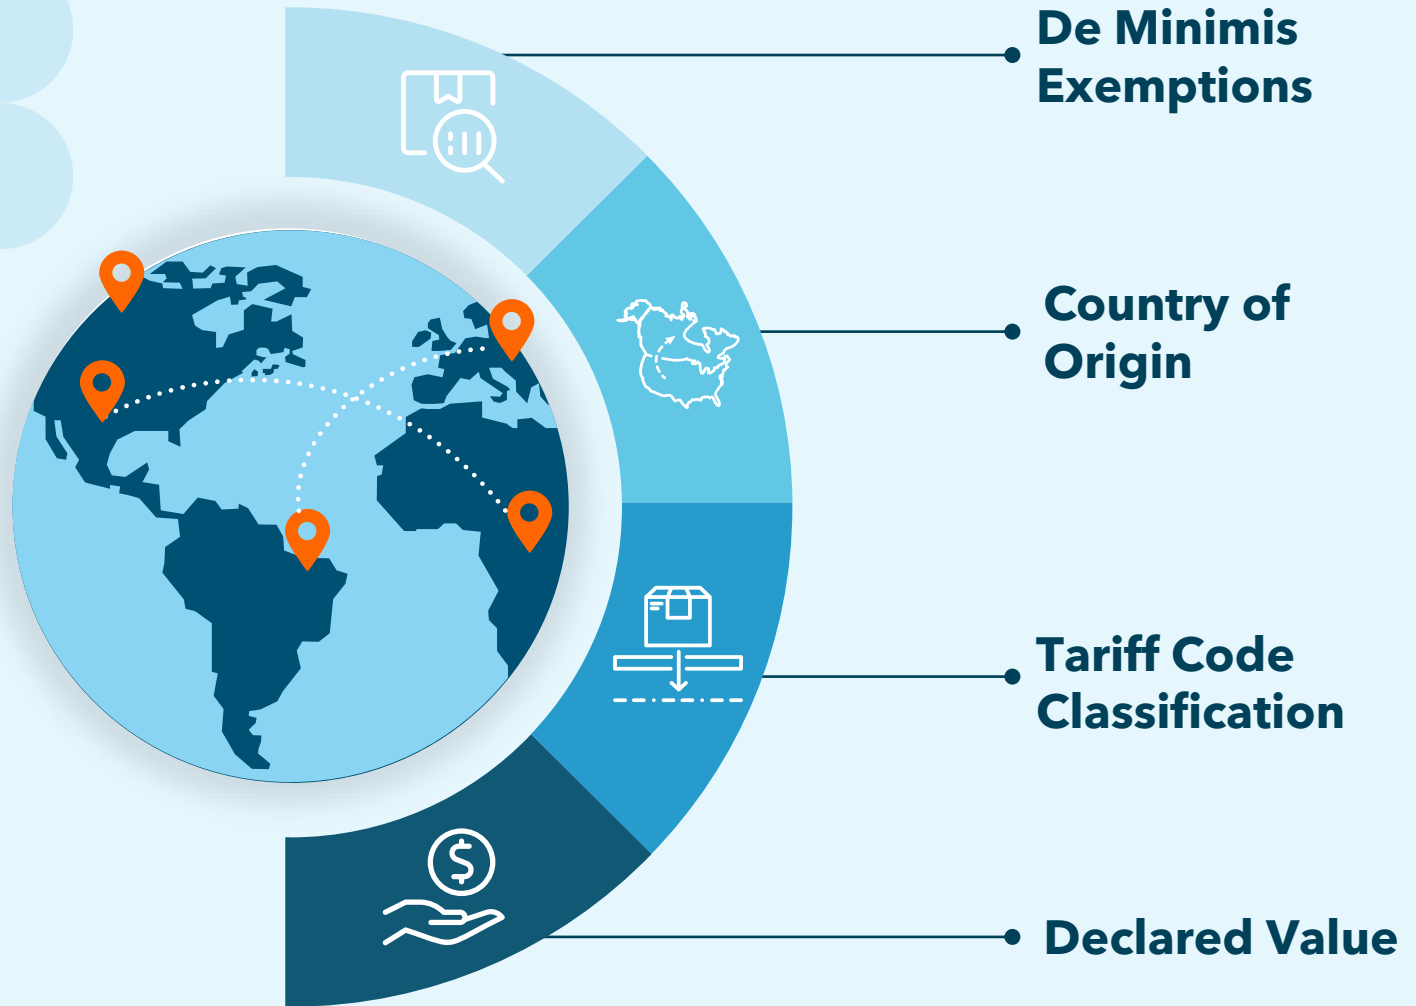 De Minimis
Exemptions
Country of
Origin
Tariff Code
Classification
$
Declared Value